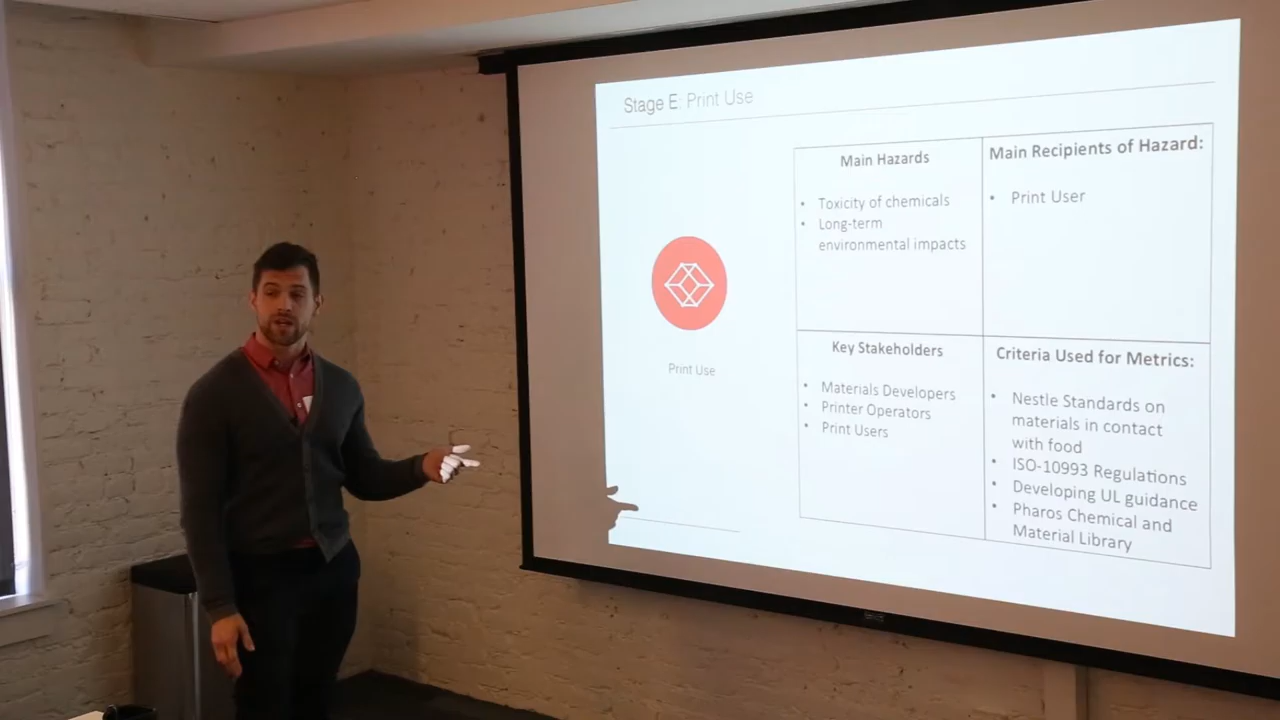 Stage E: Print Use
Main Hazards
• Toxicity of chemicals
• Long-term
environmental impacts
Main Recipients of Hazard:
• Print User
Print Use
Key Stakeholders
• Materials Developers
• Printer Operators
• Print Users
Criteria Used for Metrics:
• Nestle Standards on
materials in contact
with food
• ISO-10993 Regulations
• Developing UL guidance
• Pharos Chemical and
Material Library